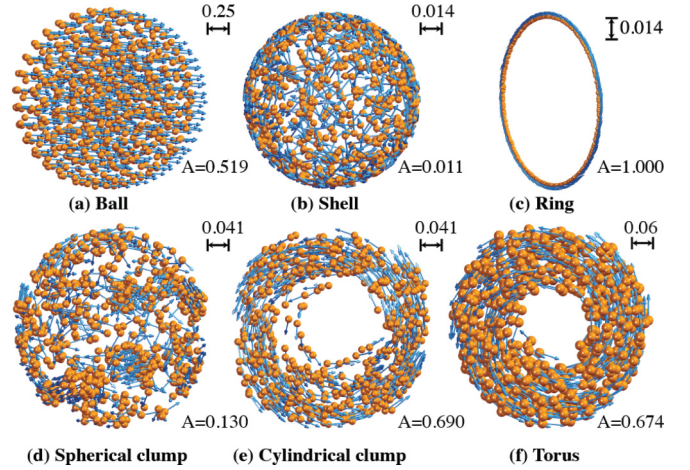 0.25
0.014
0.014
A=0.519
A=0.011
A=1.000
(a) Ball
(b) Shell
(c) Ring
0.041
0.041
0.06
A=0.130
A=0.690
A=0.674
(d) Spherical clump
(e) Cylindrical clump
(f) Torus